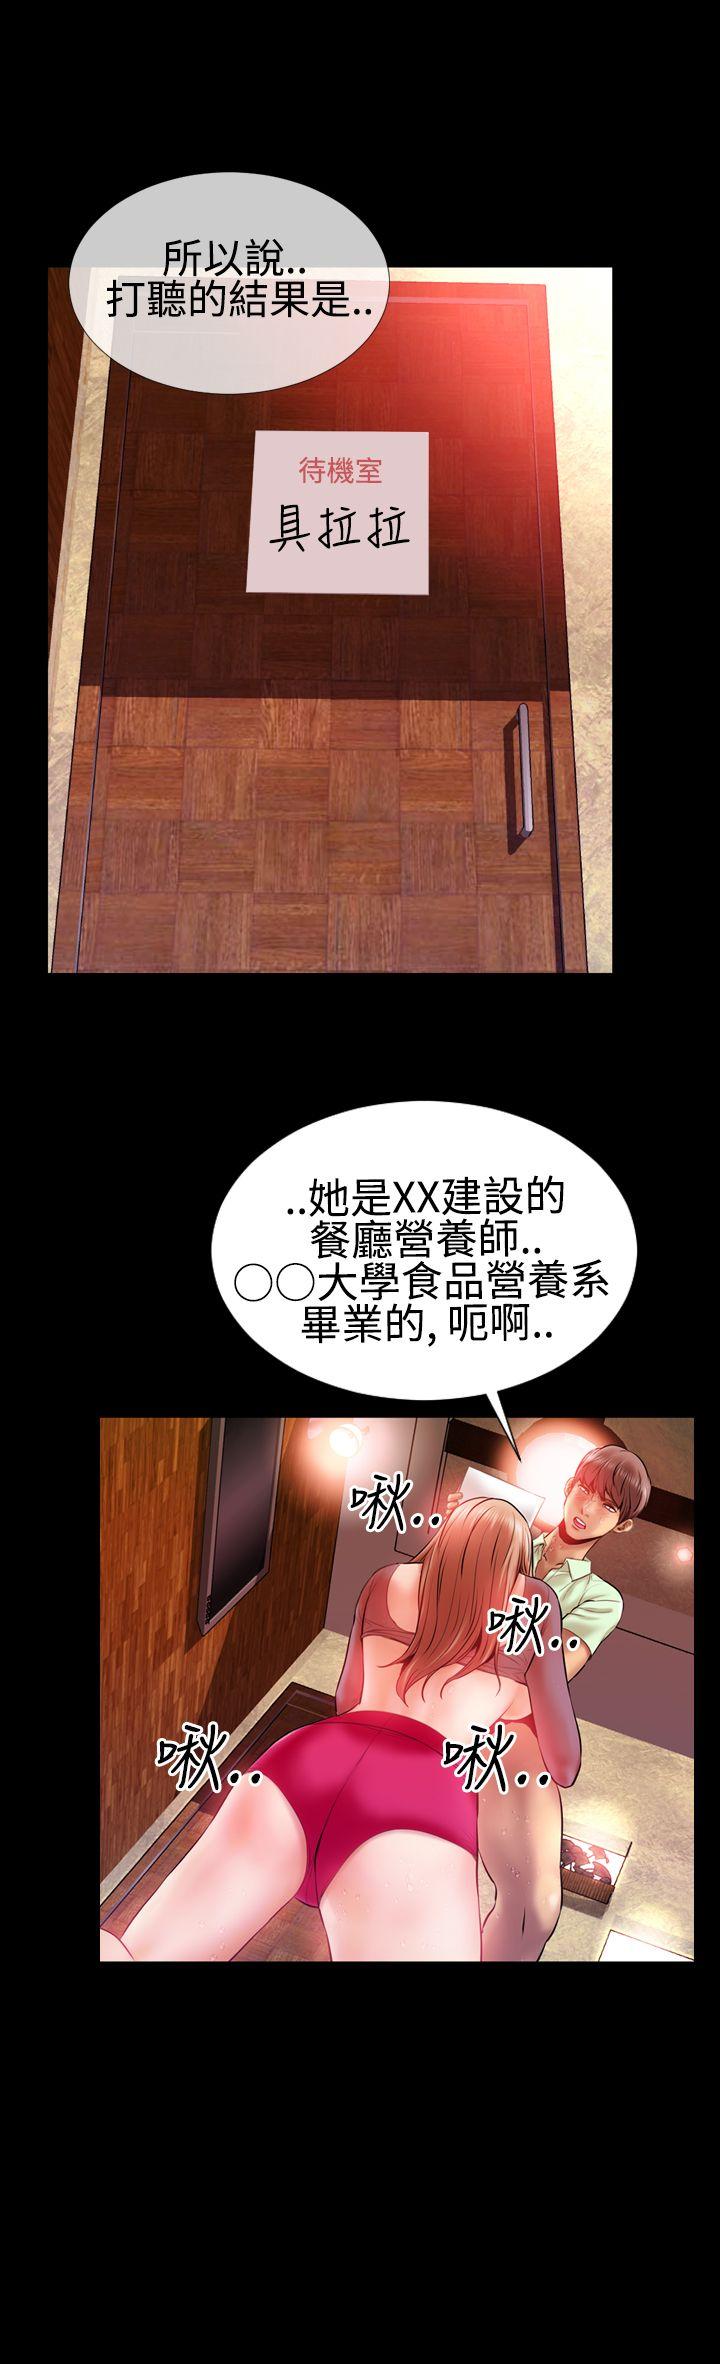 所以說..
打聽的結果是..
待機室
具拉拉
..她是XX建設的
餐廳營養師..
○○大學食品營養系
畢業的, 呃啊..
啾..
啾..
啾..
啾..